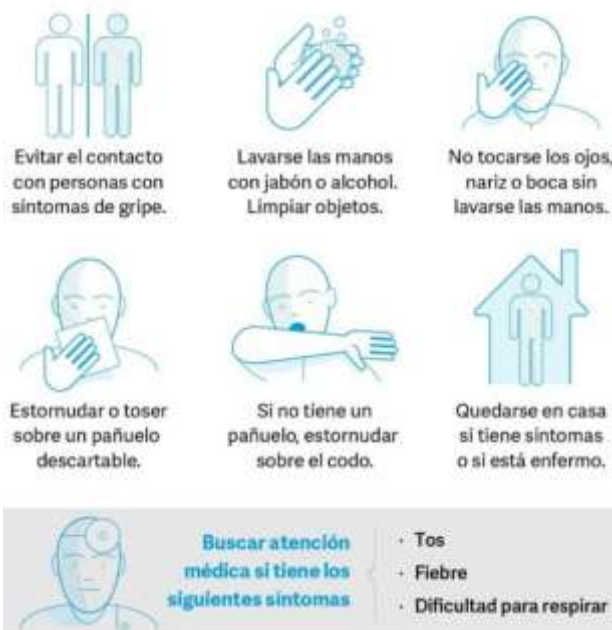 Evitar el contacto
con personas con
síntomas de gripe.
Lavarse las manos
con jabón o alcohol.
Limpiar objetos.
No tocarse los ojos,
nariz o boca sin
lavarse las manos.
Estornudar o toser
sobre un pañuelo
descartable.
Si no tiene un
pañuelo, estornudar
sobre el codo.
Quedarse en casa
si tiene síntomas
o si está enfermo.
Buscar atención
médica si tiene los
siguientes síntomas
· Tos
· Fiebre
· Dificultad para respirar